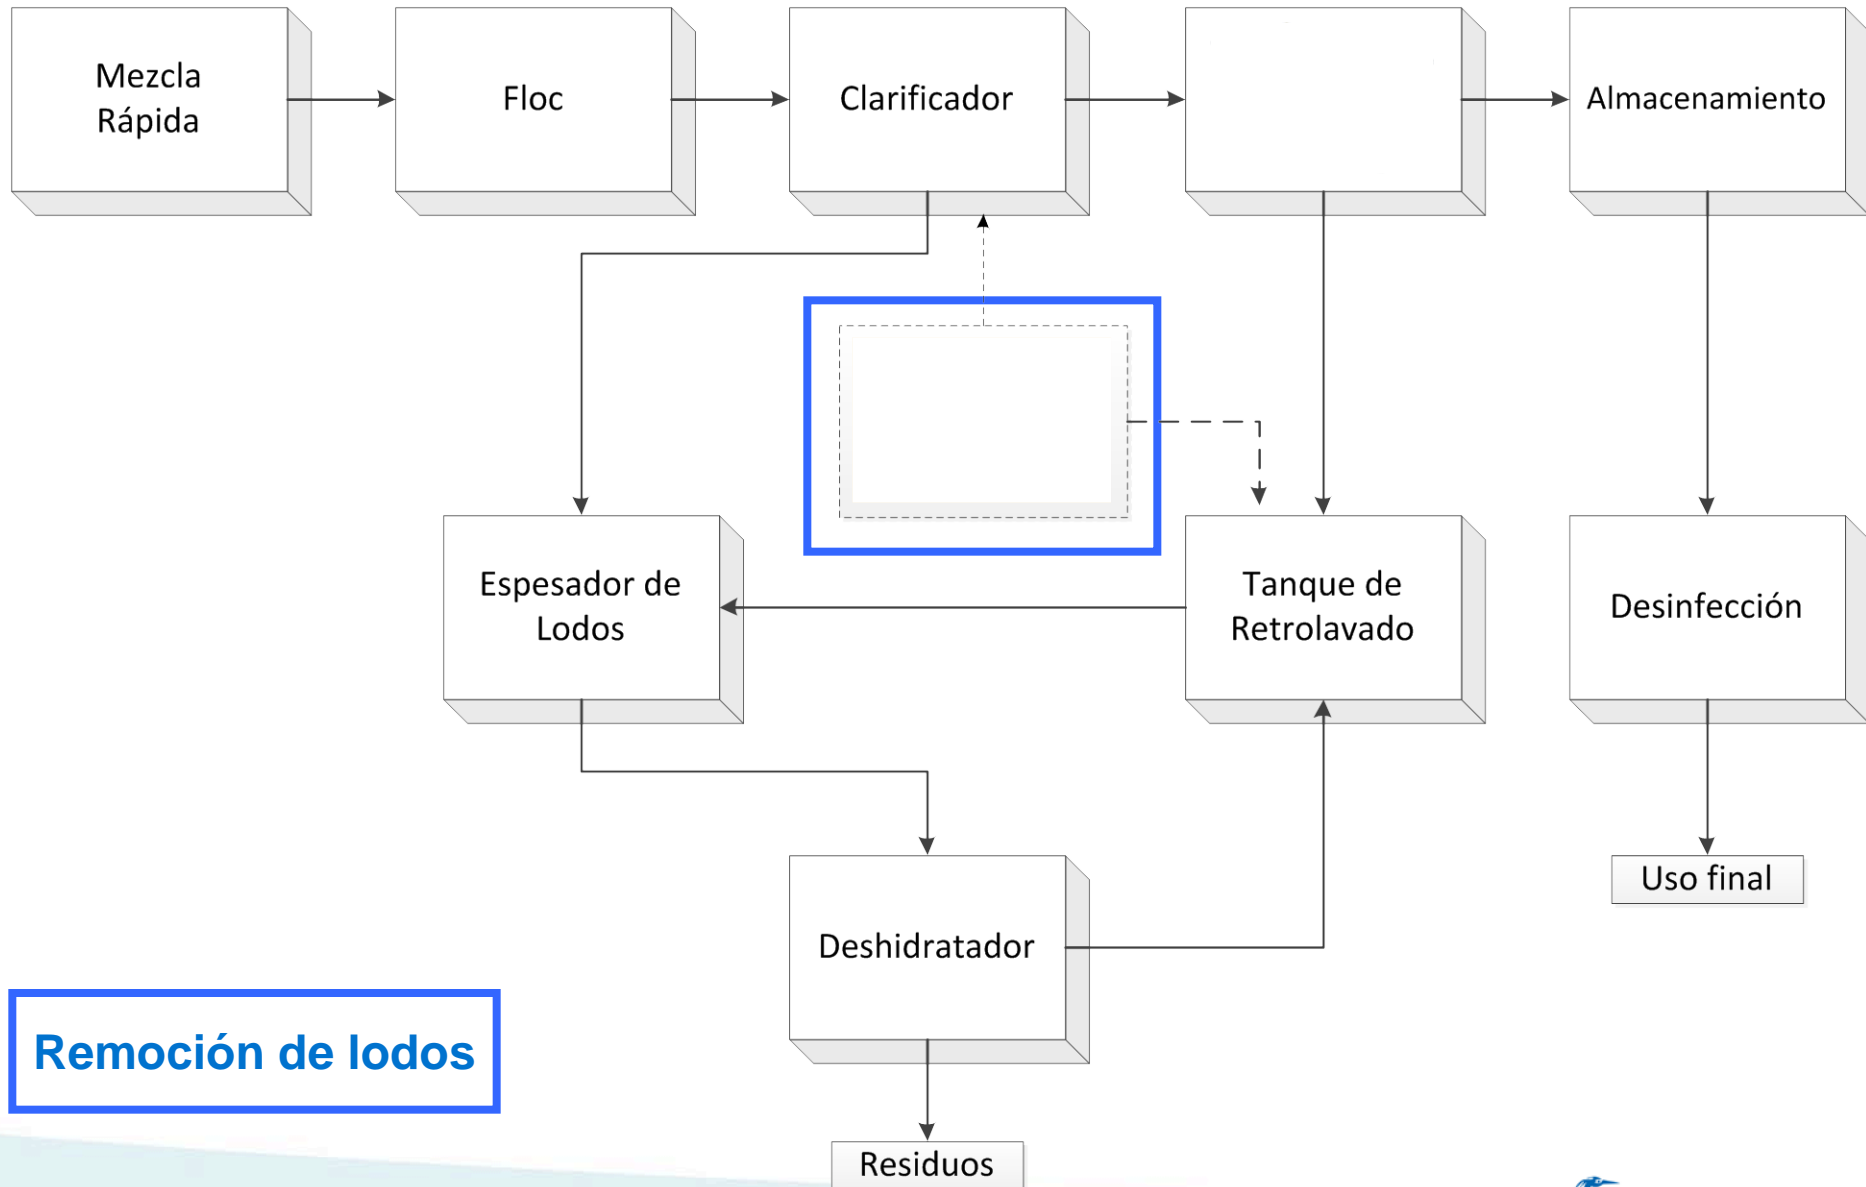 Mezcla
Rápida
Floc
Clarificador
Almacenamiento
Espesador de
Lodos
Tanque de
Retrolavado
Desinfección
Uso final
Deshidratador
Remoción de lodos
Residuos